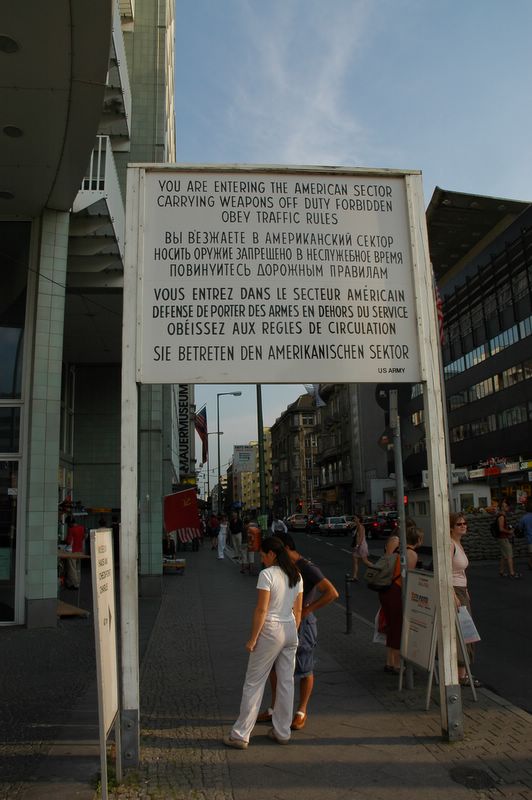 YOU ARE ENTERING THE AMERICAN SECTOR
CARRYING WEAPONS OFF DUTY FORBIDDEN
OBEY TRAFFIC RULES
ВЫ ВЪЕЗЖАЕТЕ В АМЕРИКАНСКИЙ СЕКТОР
НОСИТЬ ОРУЖИЕ ЗАПРЕЩЕНО В НЕСЛУЖЕБНОЕ ВРЕМЯ
ПОВИНУЙТЕСЬ ДОРОЖНЫМ ПРАВИЛАМ
VOUS ENTREZ DANS LE SECTEUR AMÉRICAIN
DEFENSE DE PORTER DES ARMES EN DEHORS DU SERVICE
OBÉISSEZ AUX REGLES DE CIRCULATION
SIE BETRETEN DEN AMERIKANISCHEN SEKTOR
US ARMY
MAUERMUSEUM